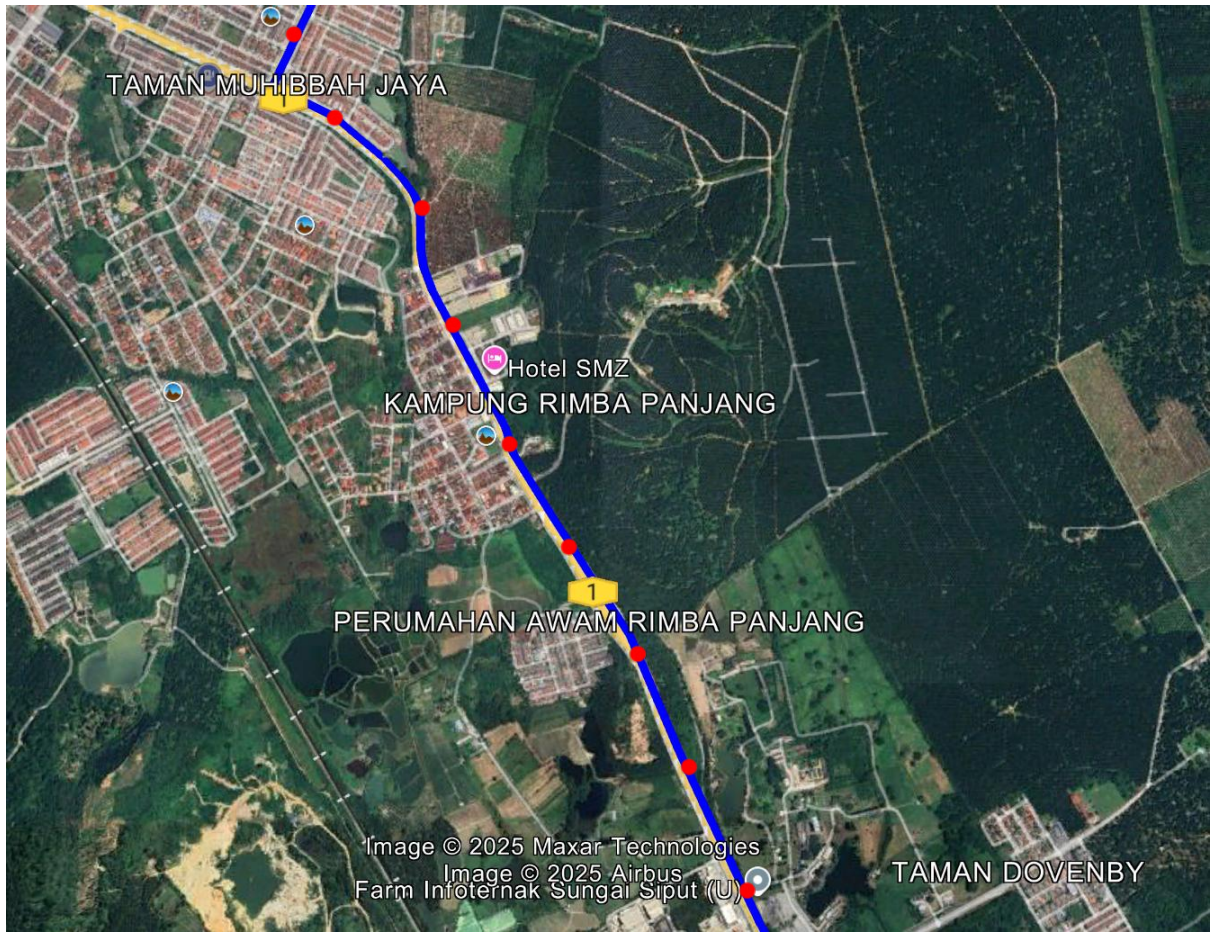 TAMAN MUHIBBAH JAYA
1
Hotel SMZ
KAMPUNG RIMBA PANJANG
1
PERUMAHAN AWAM RIMBA PANJANG
Image © 2025 Maxar Technologies
Image © 2025 Airbus
Farm Infoternak Sungai Siput (U)
TAMAN DOVENBY